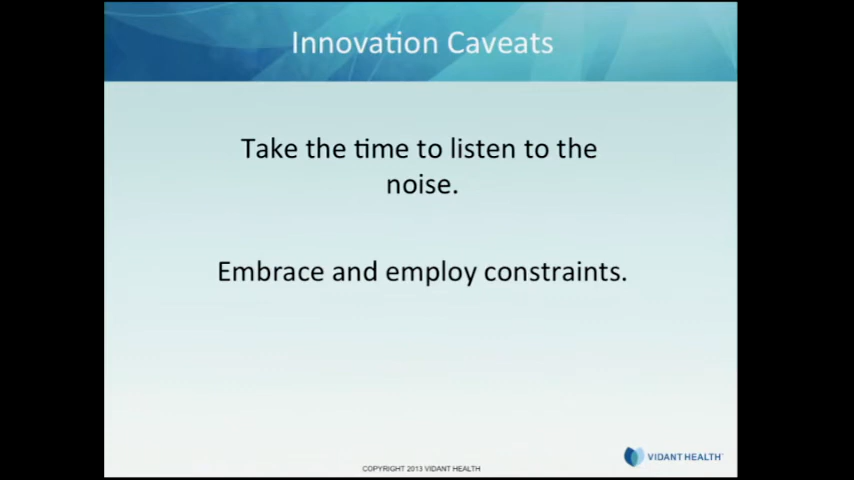 Innovation Caveats
Take the time to listen to the
noise.
Embrace and employ constraints.
VIDANT HEALTH
COPYRIGHT 2013 VIDANT HEALTH